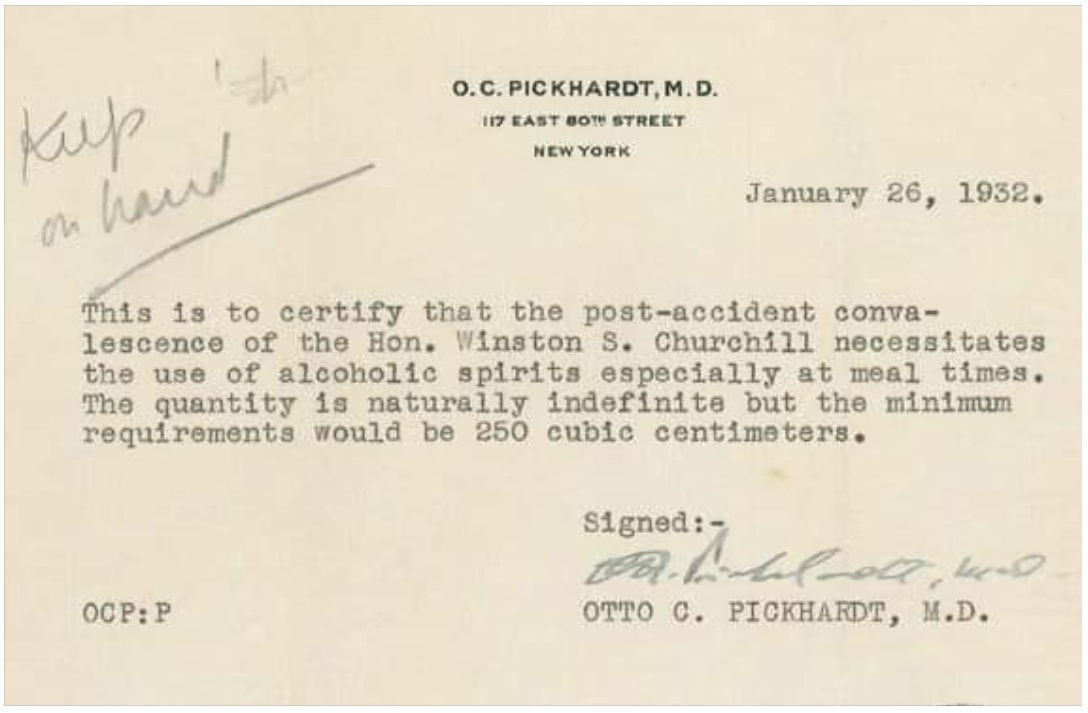 Keep
on hand
O.C. PICKHARDT, M.D.
117 EAST 80TH STREET
NEW YORK
January 26, 1932.
This is to certify that the post-accident conva-
lescence of the Hon. Winston S. Churchill necessitates
the use of alcoholic spirits especially at meal times.
The quantity is naturally indefinite but the minimum
requirements would be 250 cubic centimeters.
Signed:-
OCP:P
OTTO C. PICKHARDT, M.D.